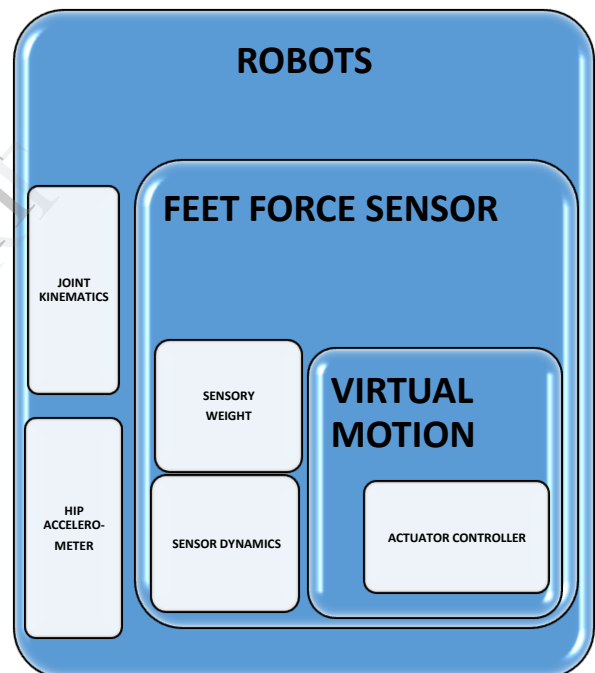 ROBOTS
FEET FORCE SENSOR
JOINT
KINEMATICS
SENSORY
WEIGHT
VIRTUAL
MOTION
HIP
ACCELERO-
METER
SENSOR DYNAMICS
ACTUATOR CONTROLLER